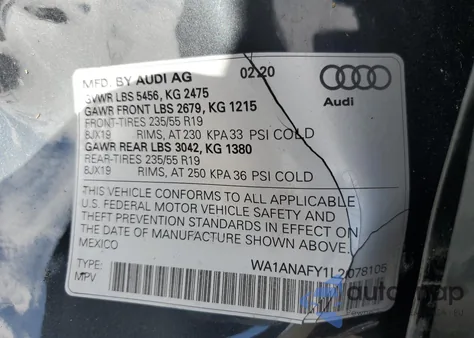 MFD. BY AUDI AG 02.20
GVWR LBS 5456, KG 2475
GAWR FRONT LBS 2679, KG 1215
FRONT-TIRES 235/55 R19
8JX19 RIMS, AT 230 KPA 33 PSI COLD
GAWR REAR LBS 3042, KG 1380
REAR-TIRES 235/55 R19
8JX19 RIMS, AT 250 KPA 36 PSI COLD
Audi
THIS VEHICLE CONFORMS TO ALL APPLICABLE
U.S. FEDERAL MOTOR VEHICLE SAFETY AND
THEFT PREVENTION STANDARDS IN EFFECT ON
THE DATE OF MANUFACTURE SHOWN ABOVE.
MEXICO
WA1ANAFY1L2078105
TYPE:
MPV